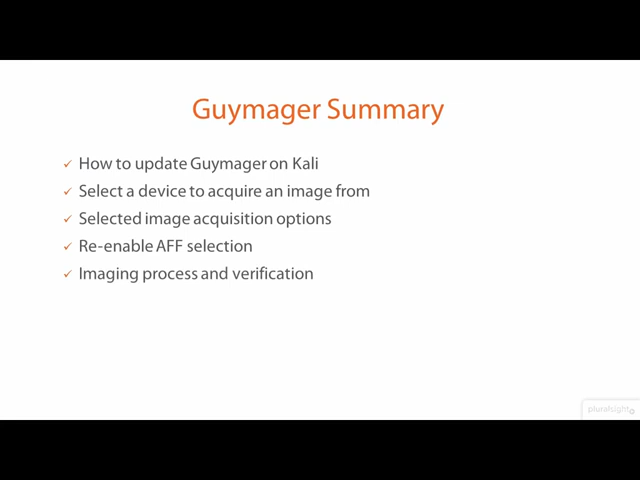 Guymager Summary
✓ How to update Guymager on Kali
✓ Select a device to acquire an image from
✓ Selected image acquisition options
✓ Re-enable AFF selection
✓ Imaging process and verification
pluralsight